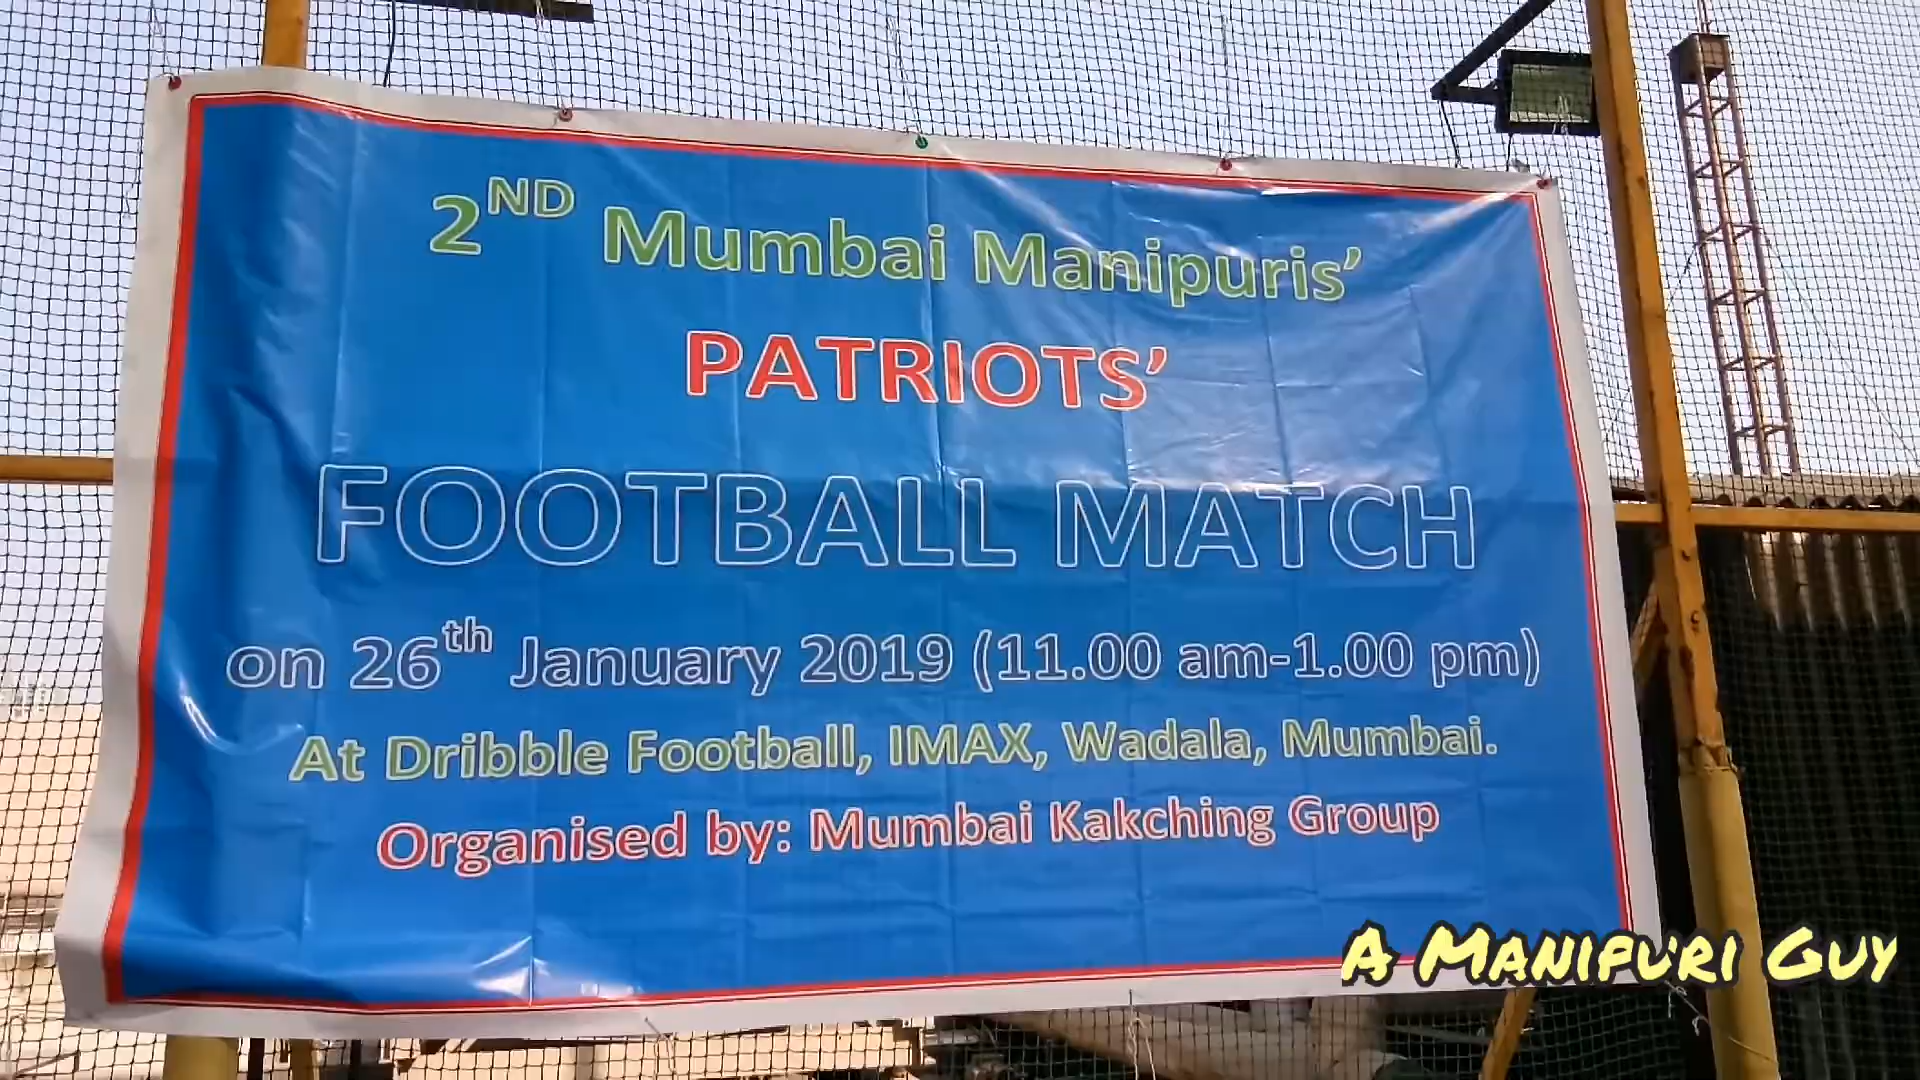 2ND Mumbai Manipuris’
PATRIOTS’
FOOTBALL MATCH
on 26th January 2019 (11.00 am-1.00 pm)
At Dribble Football, IMAX, Wadala, Mumbai.
Organised by: Mumbai Kakching Group
A Manipuri Guy